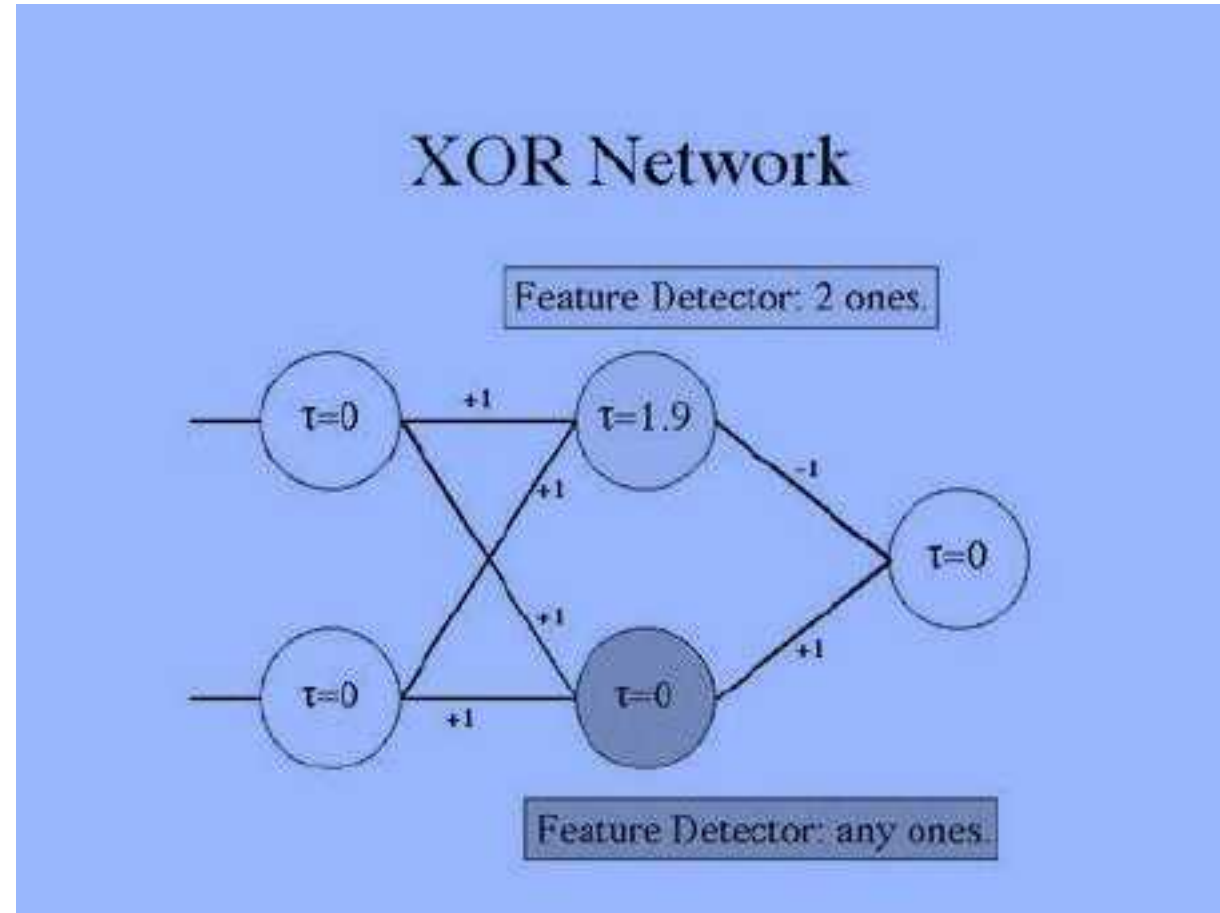 XOR Network
Feature Detector: 2 ones.
τ=0
+1
τ=1.9
+1
-1
τ=0
+1
τ=0
+1
τ=0
+1
Feature Detector: any ones.